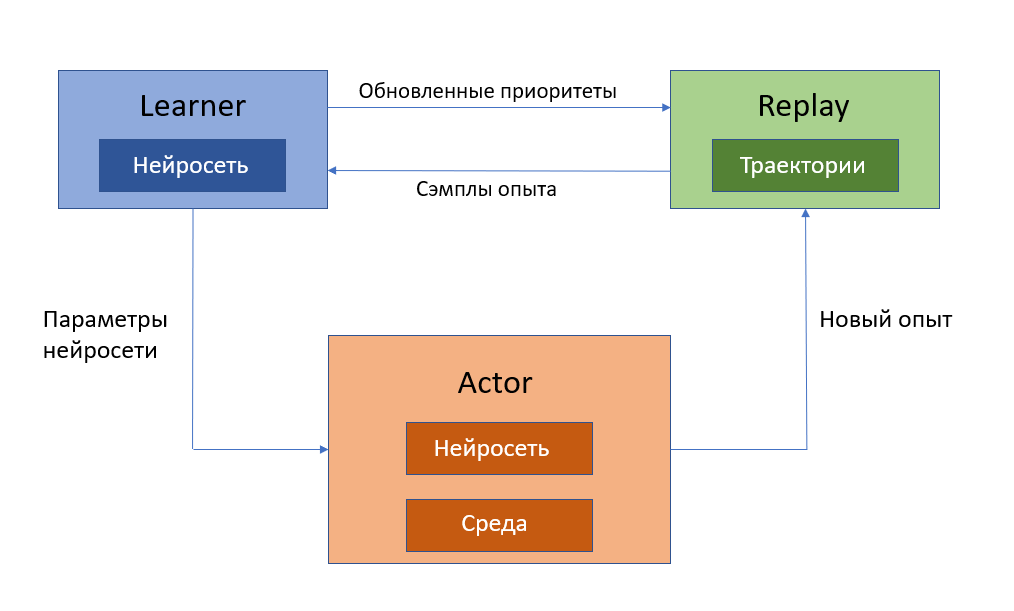 Learner
Нейросеть
Обновленные приоритеты
Сэмплы опыта
Replay
Траектории
Параметры
нейросети
Новый опыт
Actor
Нейросеть
Среда